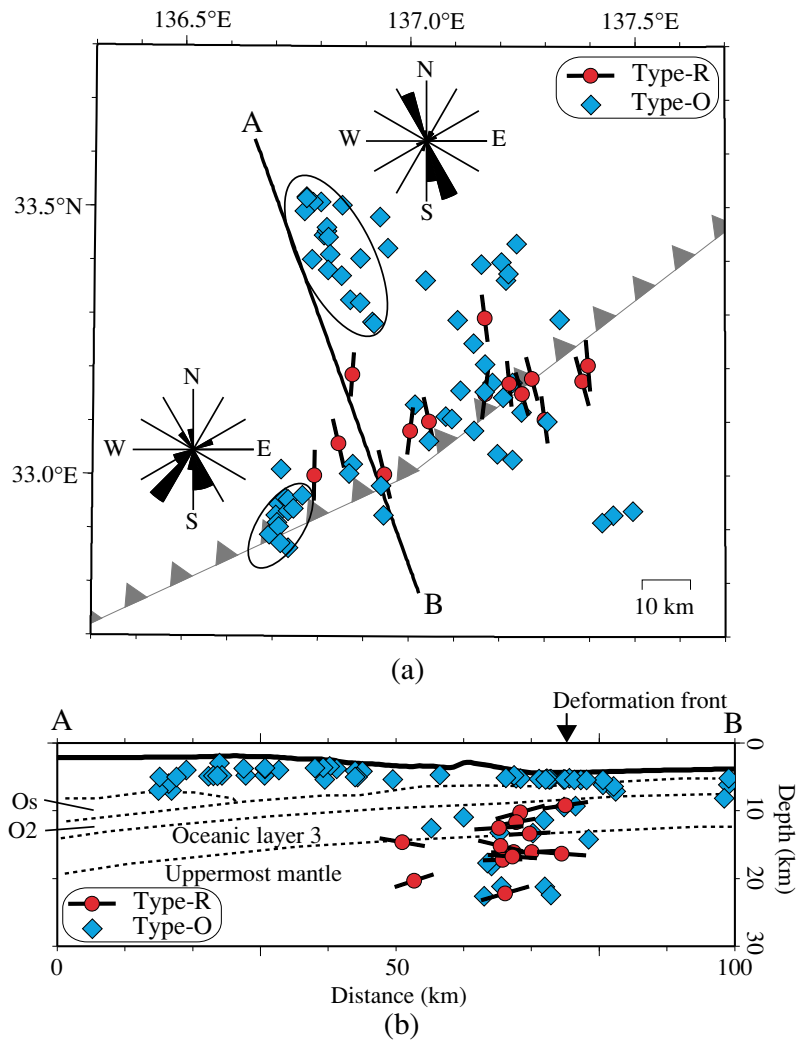 136.5°E 137.0°E 137.5°E
Type-R
Type-O
N
W E
S
A
33.5°N
N
W E
S
33.0°E
B
10 km
(a)
Deformation front
A B
0
Os
O2
Oceanic layer 3
Uppermost mantle
10
20
30
Depth (km)
Type-R
Type-O
0 50 100
Distance (km)
(b)